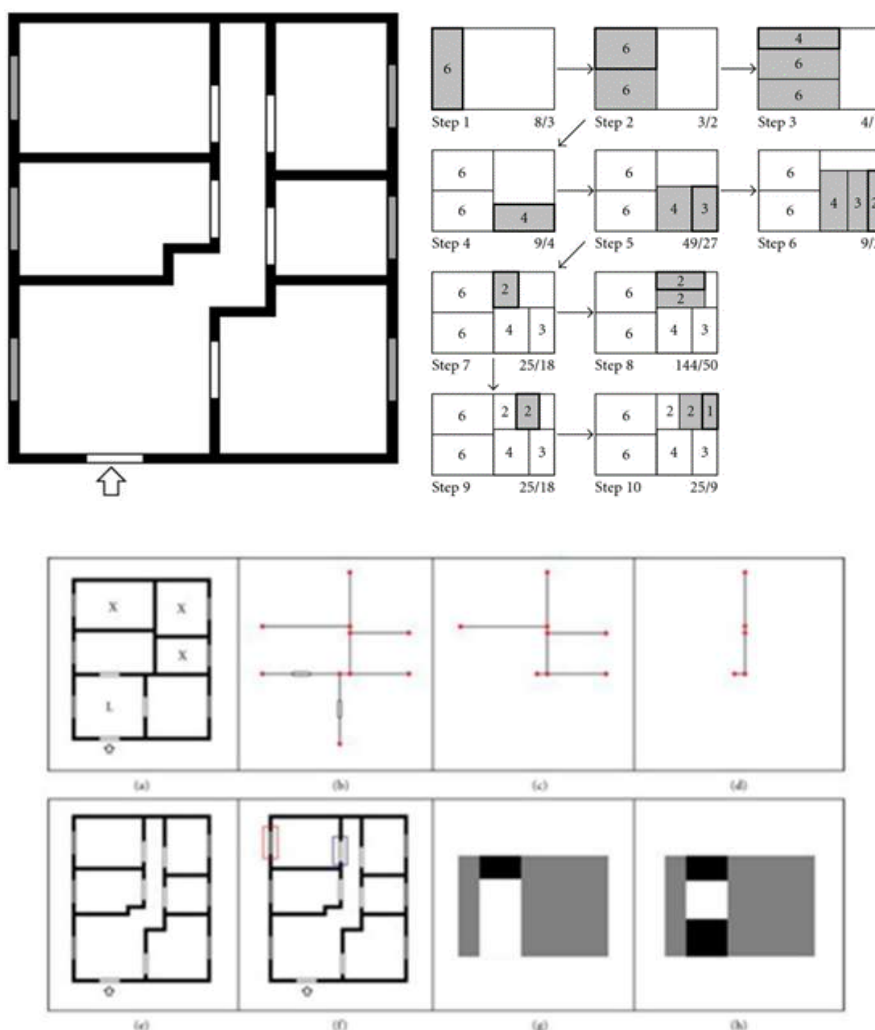 6
6
6
4
6
6
Step 1 8/3
Step 2 3/2
Step 3 4/
6
6
4
6
6
4
3
6
6
4
3
2
Step 4 9/4
Step 5 49/27
Step 6 9/
6
2
6
4
3
6
2
2
6
4
3
Step 7 25/18
Step 8 144/50
6
2
2
6
4
3
6
2
2
1
6
4
3
Step 9 25/18
Step 10 25/9
X
X
X
L
(a)
(b)
(c)
(d)
(e)
(f)
(g)
(h)